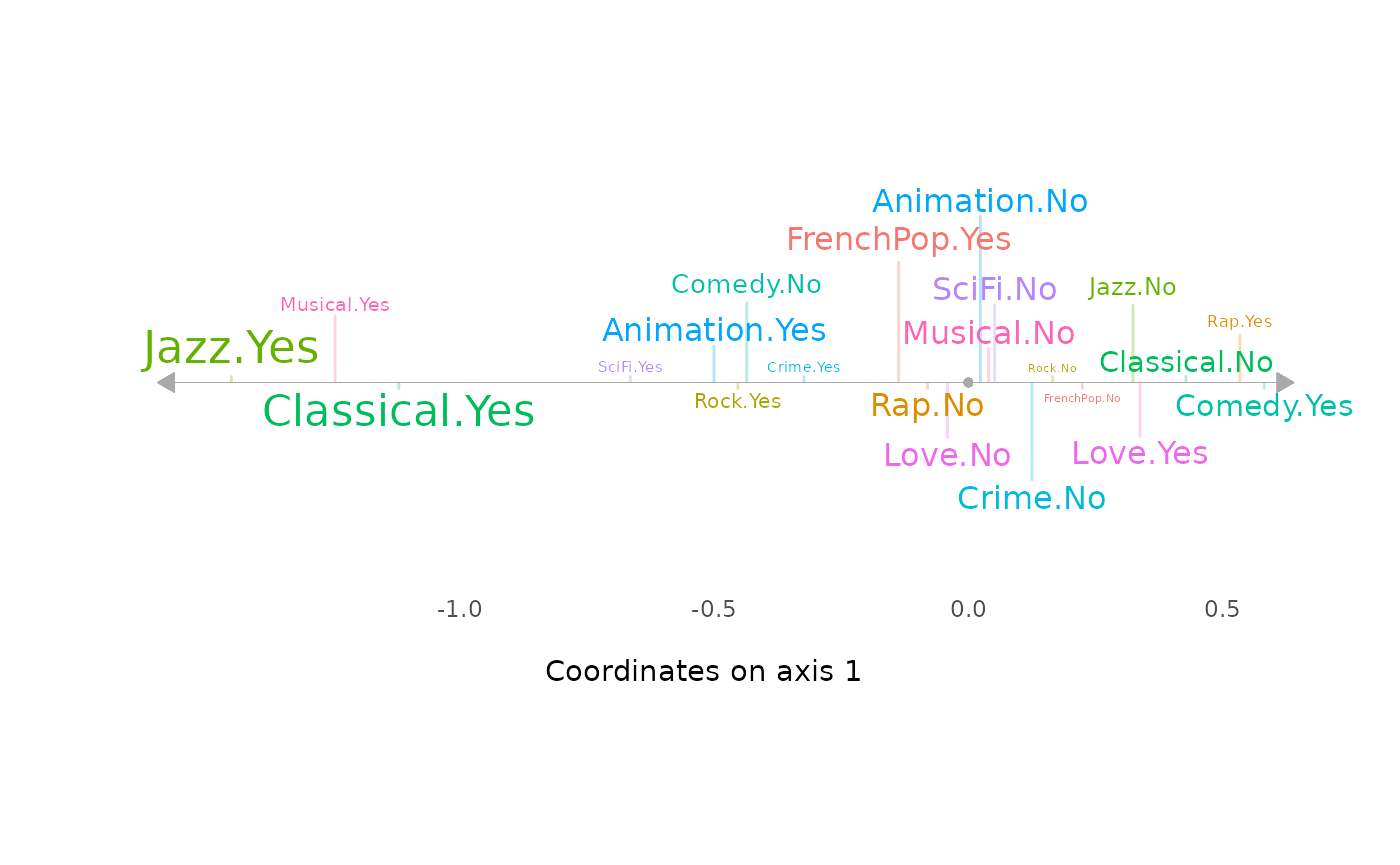 Animation.No
FrenchPop.Yes
Comedy.No
SciFi.No
Jazz.No
Musical.Yes
Rap.Yes
Animation.Yes
Musical.No
Jazz.Yes
Classical.No
SciFi.Yes
Crime.Yes
Rock.No
FrenchPop.No
Rock.Yes
Rap.No
Comedy.Yes
Classical.Yes
Love.No
Love.Yes
Crime.No
-1.0
-0.5
0.0
0.5
Coordinates on axis 1